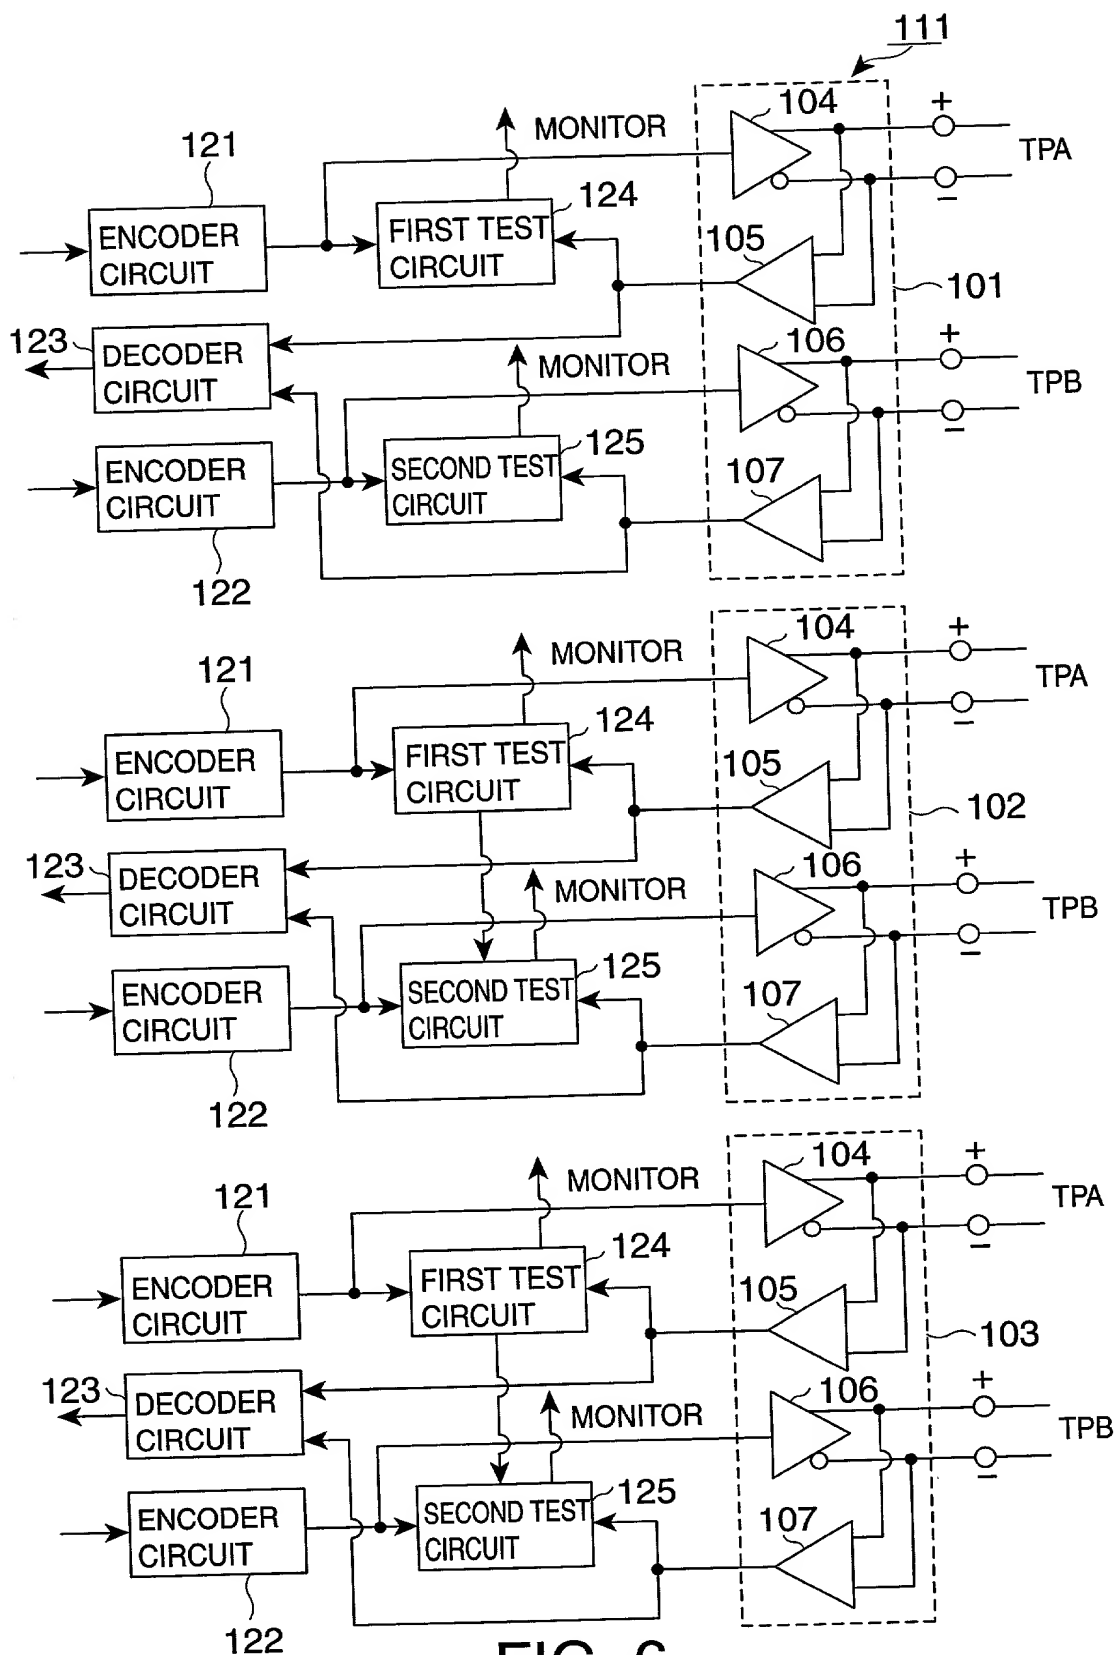 111
104
+
MONITOR
TPA
121
−
124
ENCODER
CIRCUIT
FIRST TEST
CIRCUIT
105
101
106
+
123
DECODER
CIRCUIT
MONITOR
TPB
−
125
ENCODER
CIRCUIT
SECOND TEST
CIRCUIT
107
122
104
+
MONITOR
TPA
121
−
124
ENCODER
CIRCUIT
FIRST TEST
CIRCUIT
105
102
106
+
123
DECODER
CIRCUIT
MONITOR
TPB
−
125
ENCODER
CIRCUIT
SECOND TEST
CIRCUIT
107
122
104
+
MONITOR
TPA
121
−
124
ENCODER
CIRCUIT
FIRST TEST
CIRCUIT
105
103
106
+
123
DECODER
CIRCUIT
MONITOR
TPB
−
125
ENCODER
CIRCUIT
SECOND TEST
CIRCUIT
107
122
FIG. 6